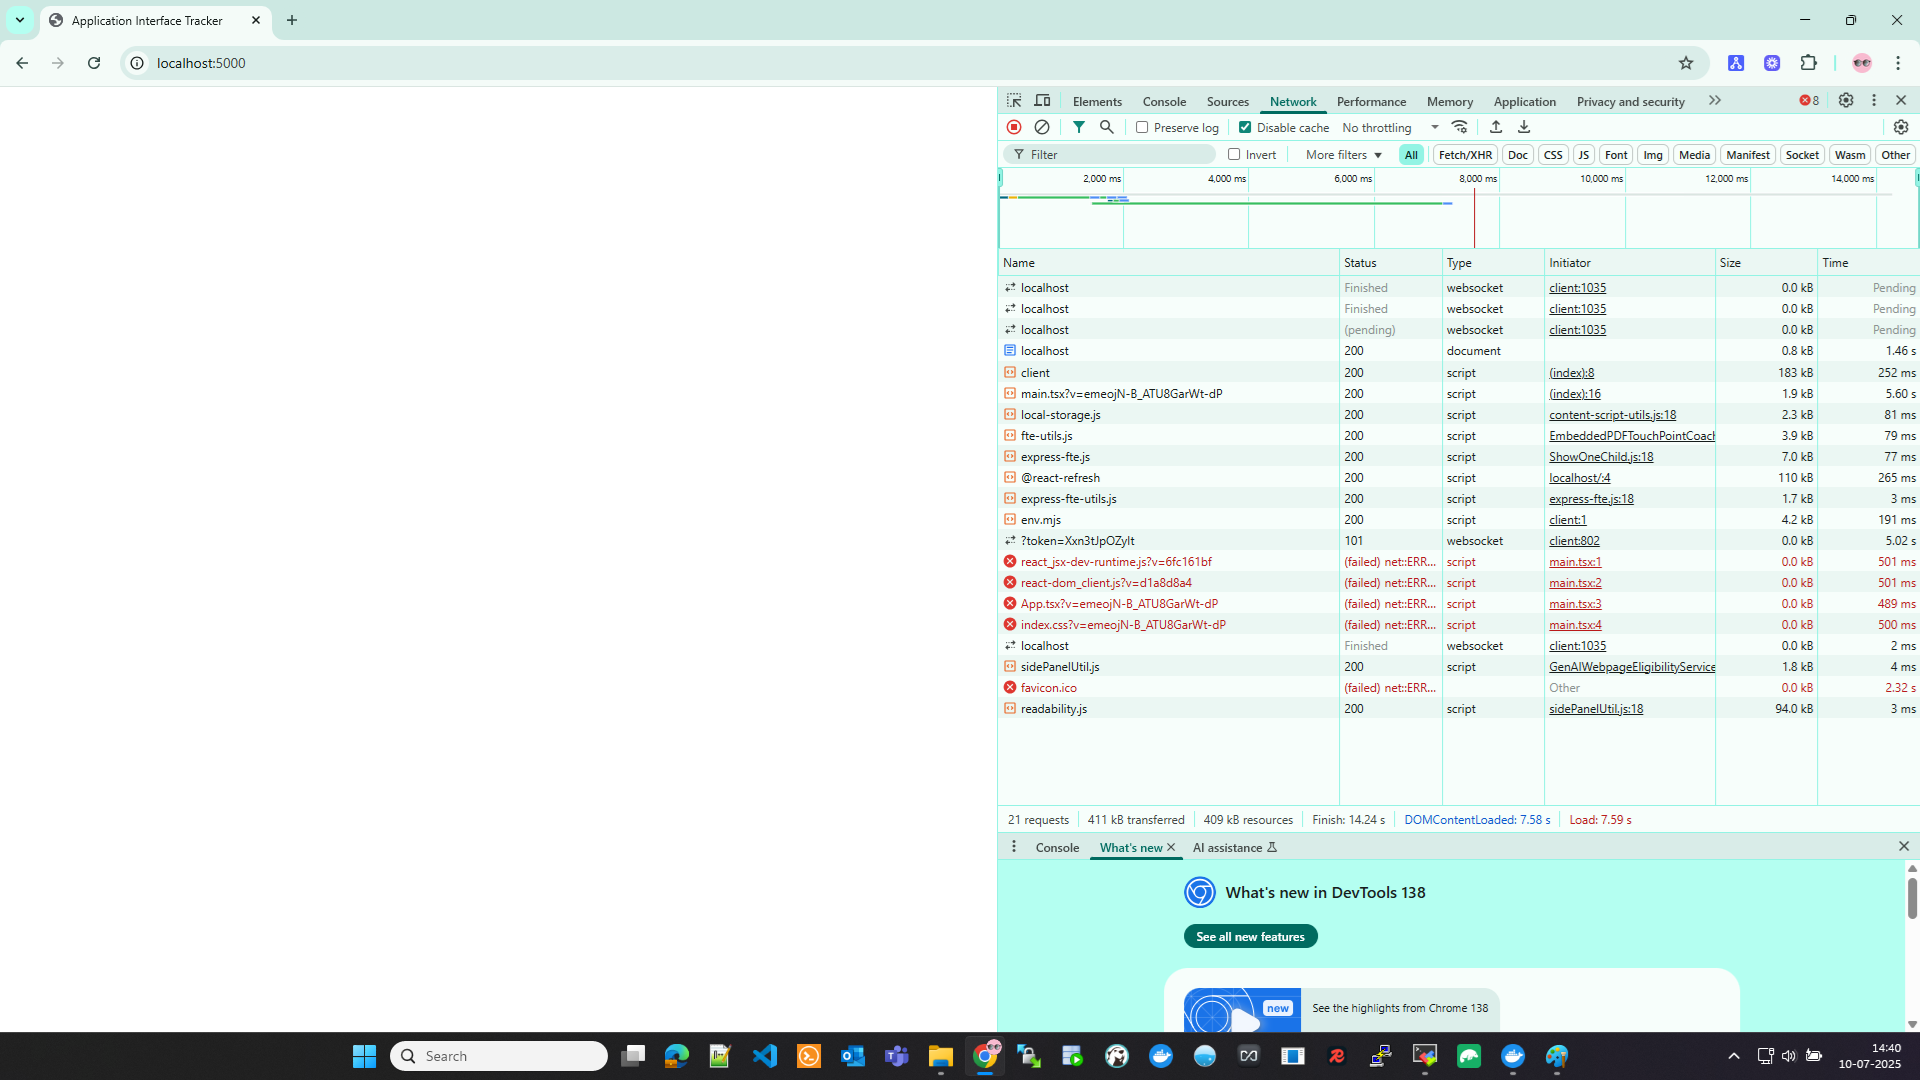 Application Interface Tracker
localhost:5000
Elements Console Sources Network Performance Memory Vision Application Privacy and security 8
Preserve log Disable cache No throttling
Filter Invert More filters All Fetch/XHR Doc CSS JS Font Img Media Manifest Socket Wasm Other
2,000 ms 4,000 ms 6,000 ms 8,000 ms 10,000 ms 12,000 ms 14,000 ms
Name Status Type Initiator Size Time
localhost Finished websocket client:1035 0.0 kB Pending
localhost Finished websocket client:1035 0.0 kB Pending
localhost (pending) websocket client:1035 0.0 kB Pending
localhost 200 document 0.8 kB 1.46 s
client 200 script (index):8 183 kB 252 ms
main.tsx?v=emeojN-B_ATU8GarWt-dP 200 script (index):16 1.9 kB 5.60 s
local-storage.js 200 script content-script-utils.js:18 2.3 kB 81 ms
fte-utils.js 200 script EmbeddedPDFTouchPointCoach 3.9 kB 79 ms
express-fte.js 200 script ShowOneChild.js:18 7.0 kB 77 ms
@react-refresh 200 script localhost/:4 110 kB 265 ms
express-fte-utils.js 200 script express-fte.js:18 1.7 kB 3 ms
env.mjs 200 script client:1 4.2 kB 191 ms
?token=Xxn3tJpOZyIt 101 websocket client:802 0.0 kB 5.02 s
react_jsx-dev-runtime.js?v=6fc161bf (failed) net::ERR... script main.tsx:1 0.0 kB 501 ms
react-dom_client.js?v=d1a8d8a4 (failed) net::ERR... script main.tsx:2 0.0 kB 501 ms
App.tsx?v=emeojN-B_ATU8GarWt-dP (failed) net::ERR... script main.tsx:3 0.0 kB 489 ms
index.css?v=emeojN-B_ATU8GarWt-dP (failed) net::ERR... script main.tsx:4 0.0 kB 500 ms
localhost Finished websocket client:1035 0.0 kB 2 ms
sidePanelUtil.js 200 script GenAIWebpageEligibilityService 1.8 kB 4 ms
favicon.ico (failed) net::ERR... Other 0.0 kB 2.32 s
readability.js 200 script sidePanelUtil.js:18 94.0 kB 3 ms
21 requests 411 kB transferred 409 kB resources Finish: 14.24 s DOMContentLoaded: 7.58 s Load: 7.59 s
Console What's new AI assistance
What's new in DevTools 138
See all new features
new
See the highlights from Chrome 138
Search
14:40
10-07-2025